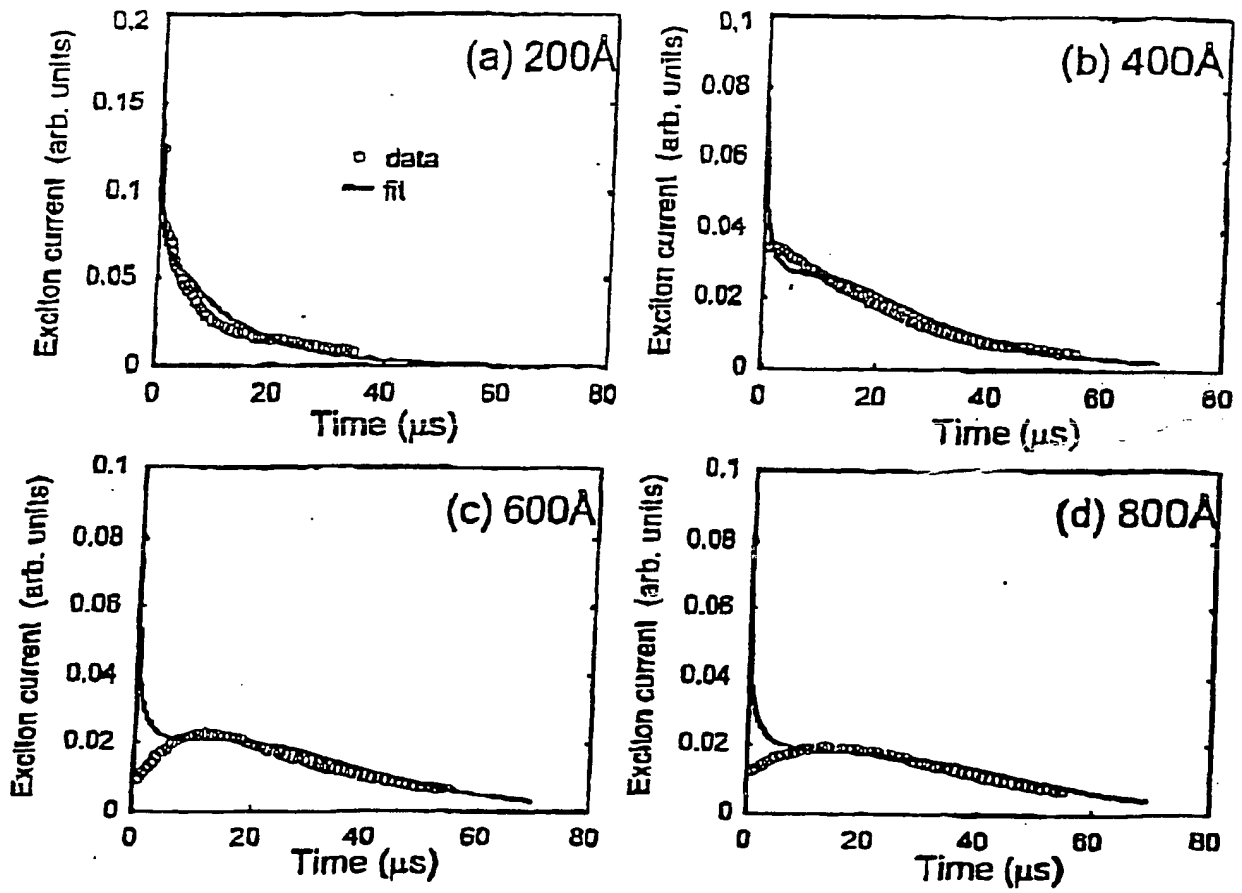 0.2
0.15
0.1
0.05
0
Exciton current (arb. units)
(a) 200Å
data
fit
0 20 40 60 80
Time (µs)
0.1
0.08
0.06
0.04
0.02
0
Exciton current (arb. units)
(b) 400Å
0 20 40 60 80
Time (µs)
0.1
0.08
0.06
0.04
0.02
0
Exciton current (arb. units)
(c) 600Å
0 20 40 60 80
Time (µs)
0.1
0.08
0.06
0.04
0.02
0
Exciton current (arb. units)
(d) 800Å
0 20 40 60 80
Time (µs)